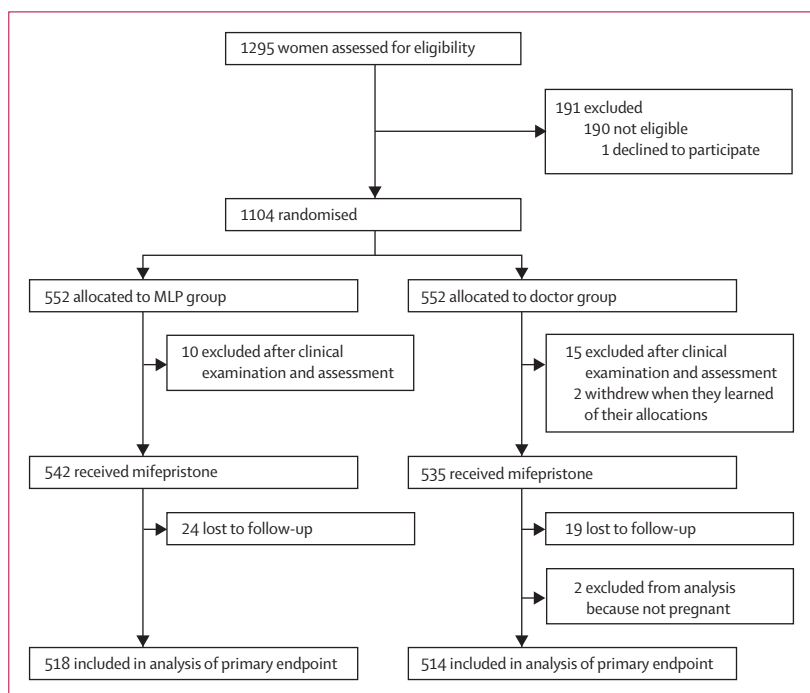 1295 women assessed for eligibility
191 excluded
190 not eligible
1 declined to participate
1104 randomised
552 allocated to MLP group
552 allocated to doctor group
10 excluded after clinical
examination and assessment
15 excluded after clinical
examination and assessment
2 withdrew when they learned
of their allocations
542 received mifepristone
535 received mifepristone
24 lost to follow-up
19 lost to follow-up
2 excluded from analysis
because not pregnant
518 included in analysis of primary endpoint
514 included in analysis of primary endpoint